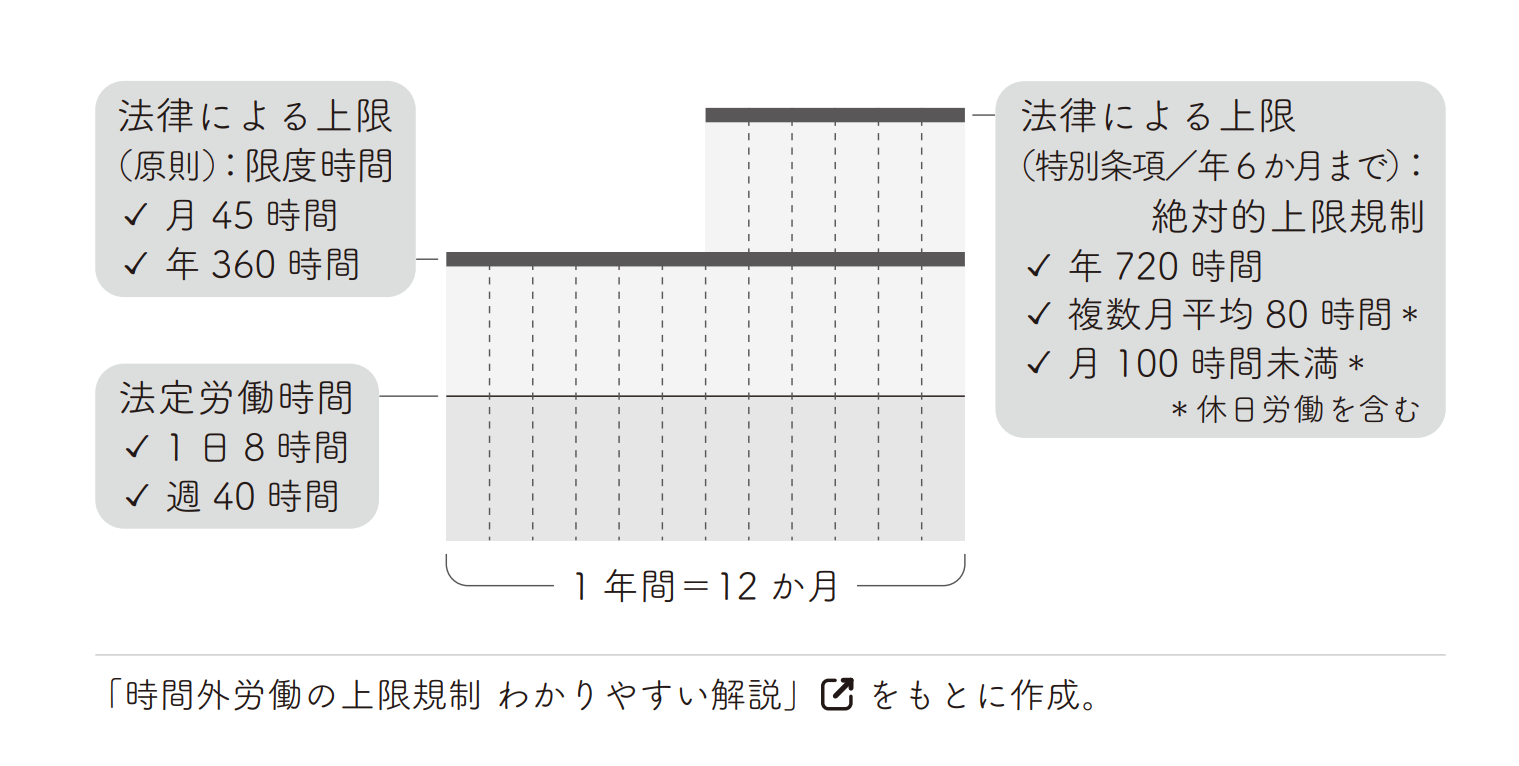 法律による上限
（原則）：限度時間
✓ 月 45 時間
✓ 年 360 時間
法定労働時間
✓ 1 日 8 時間
✓ 週 40 時間
法律による上限
（特別条項／年 6 か月まで）：
絶対的上限規制
✓ 年 720 時間
✓ 複数月平均 80 時間＊
✓ 月 100 時間未満＊
＊休日労働を含む
1 年間＝12 か月
「時間外労働の上限規制 わかりやすい解説」 をもとに作成。